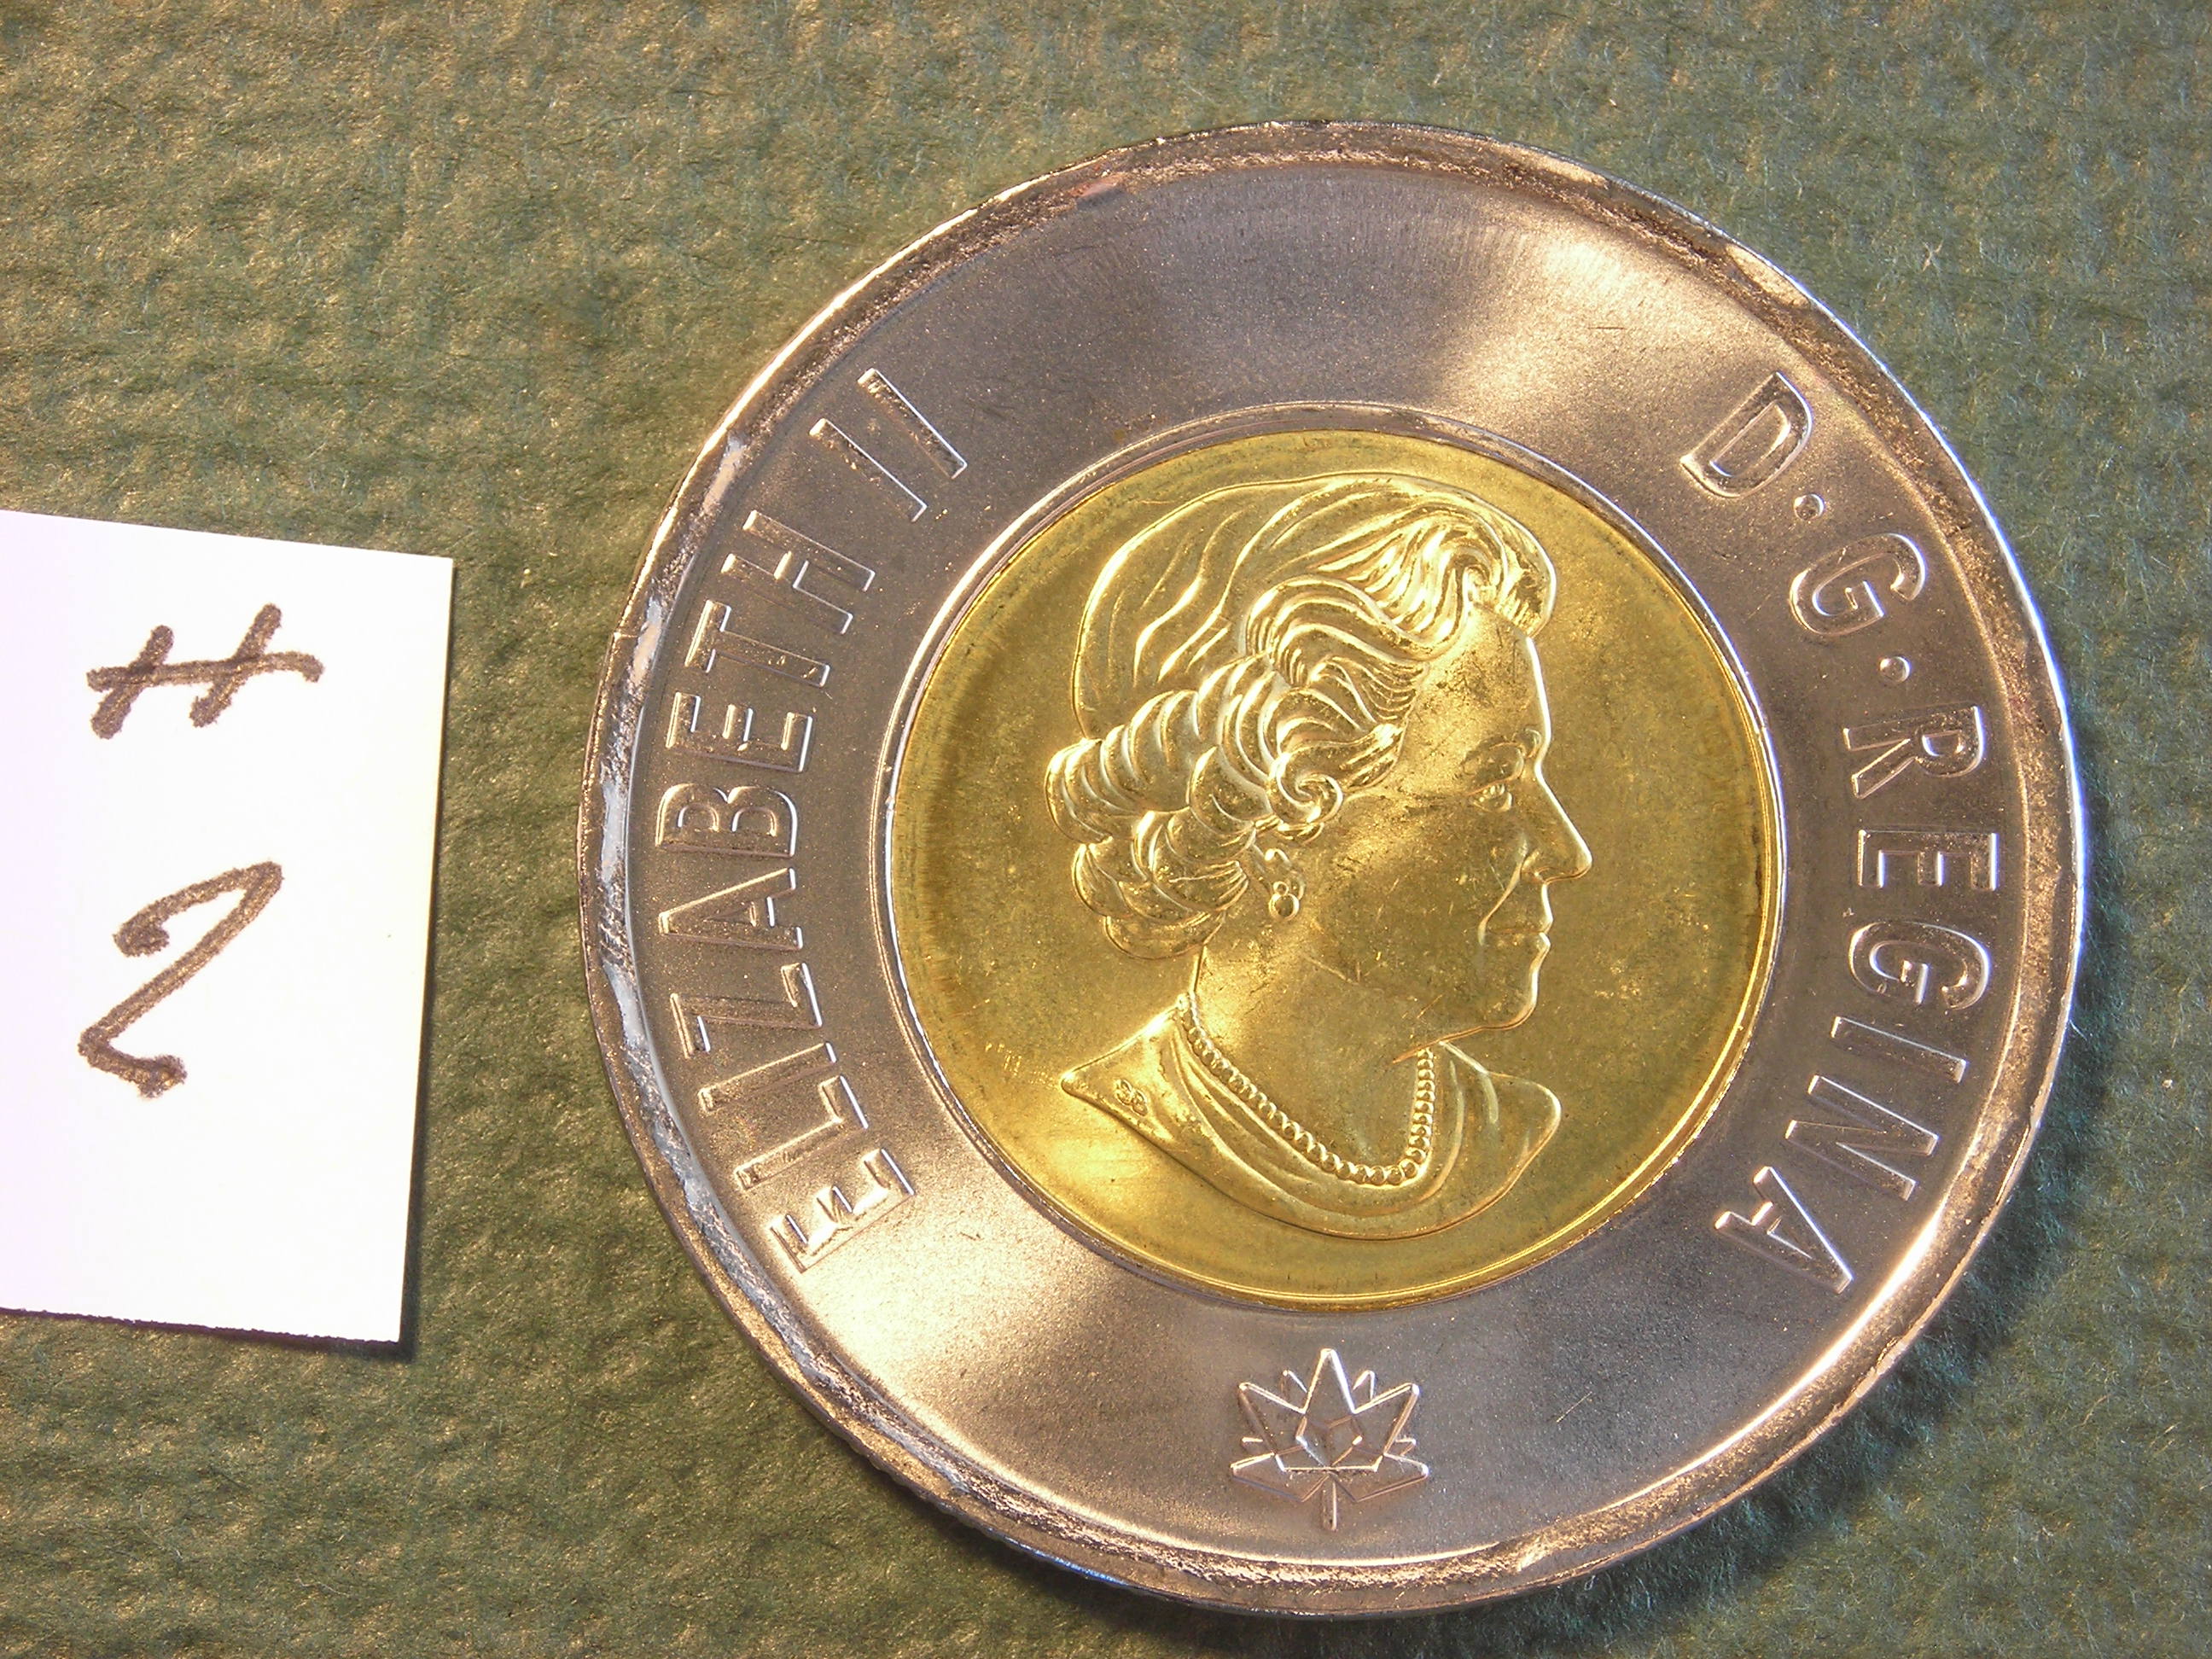 # 2
ELIZABETH II D·G·REGINA